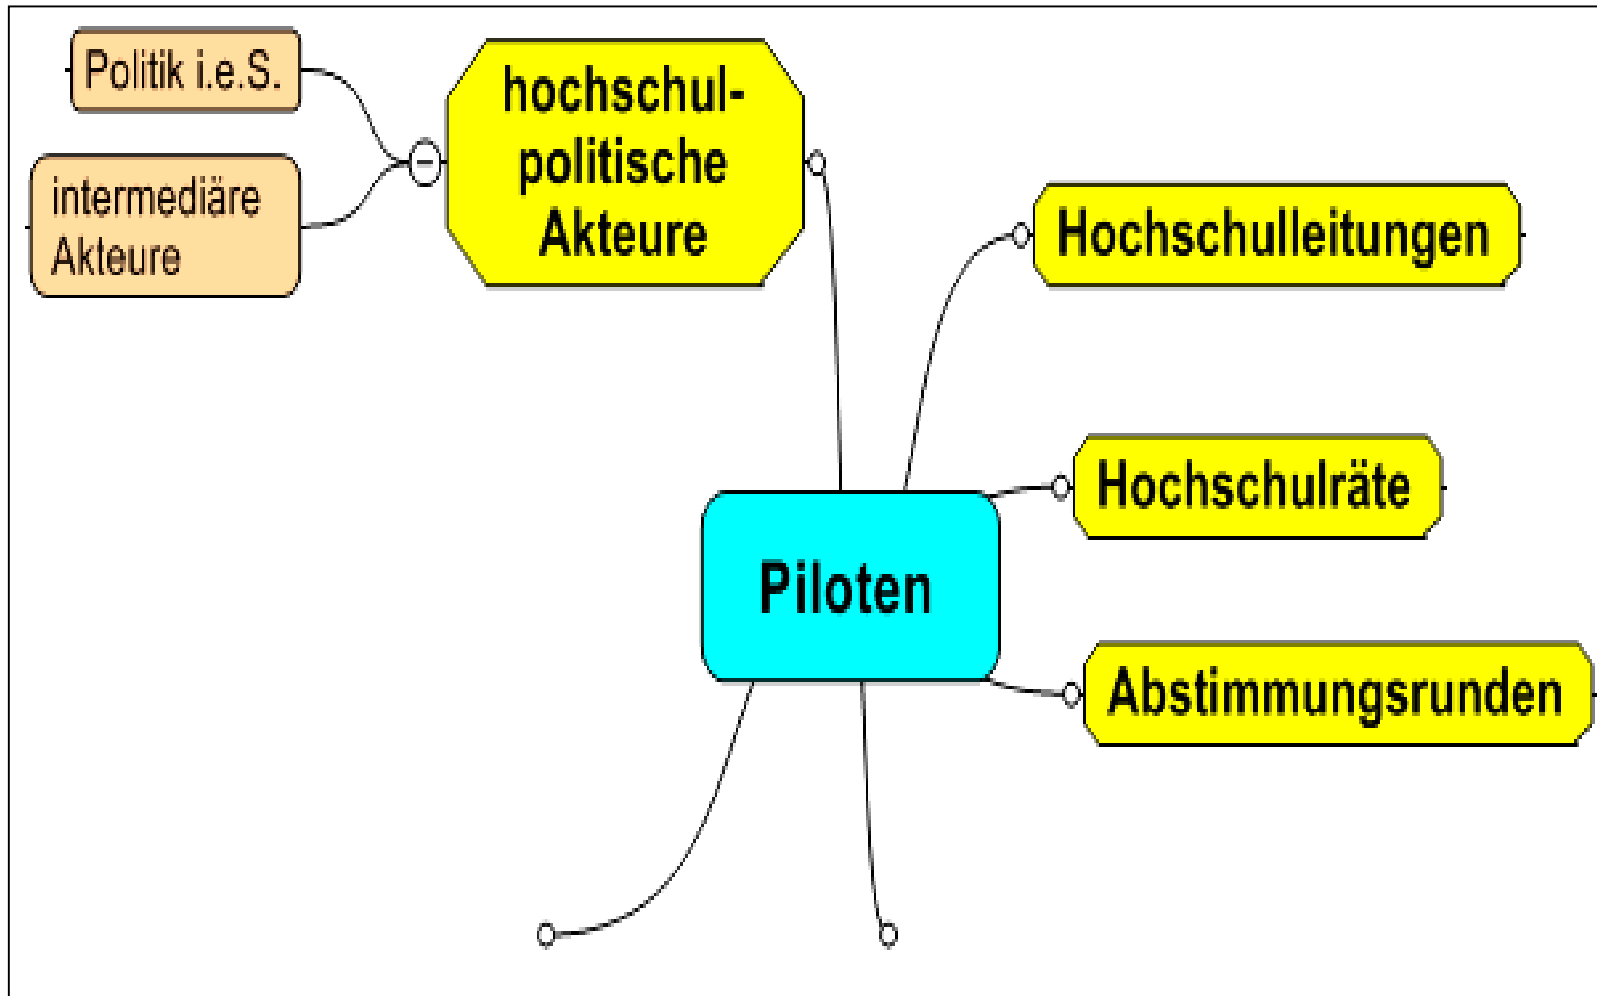 Politik i.e.S.
intermediäre
Akteure
hochschul-
politische
Akteure
Hochschulleitungen
Hochschulräte
Piloten
Abstimmungsrunden